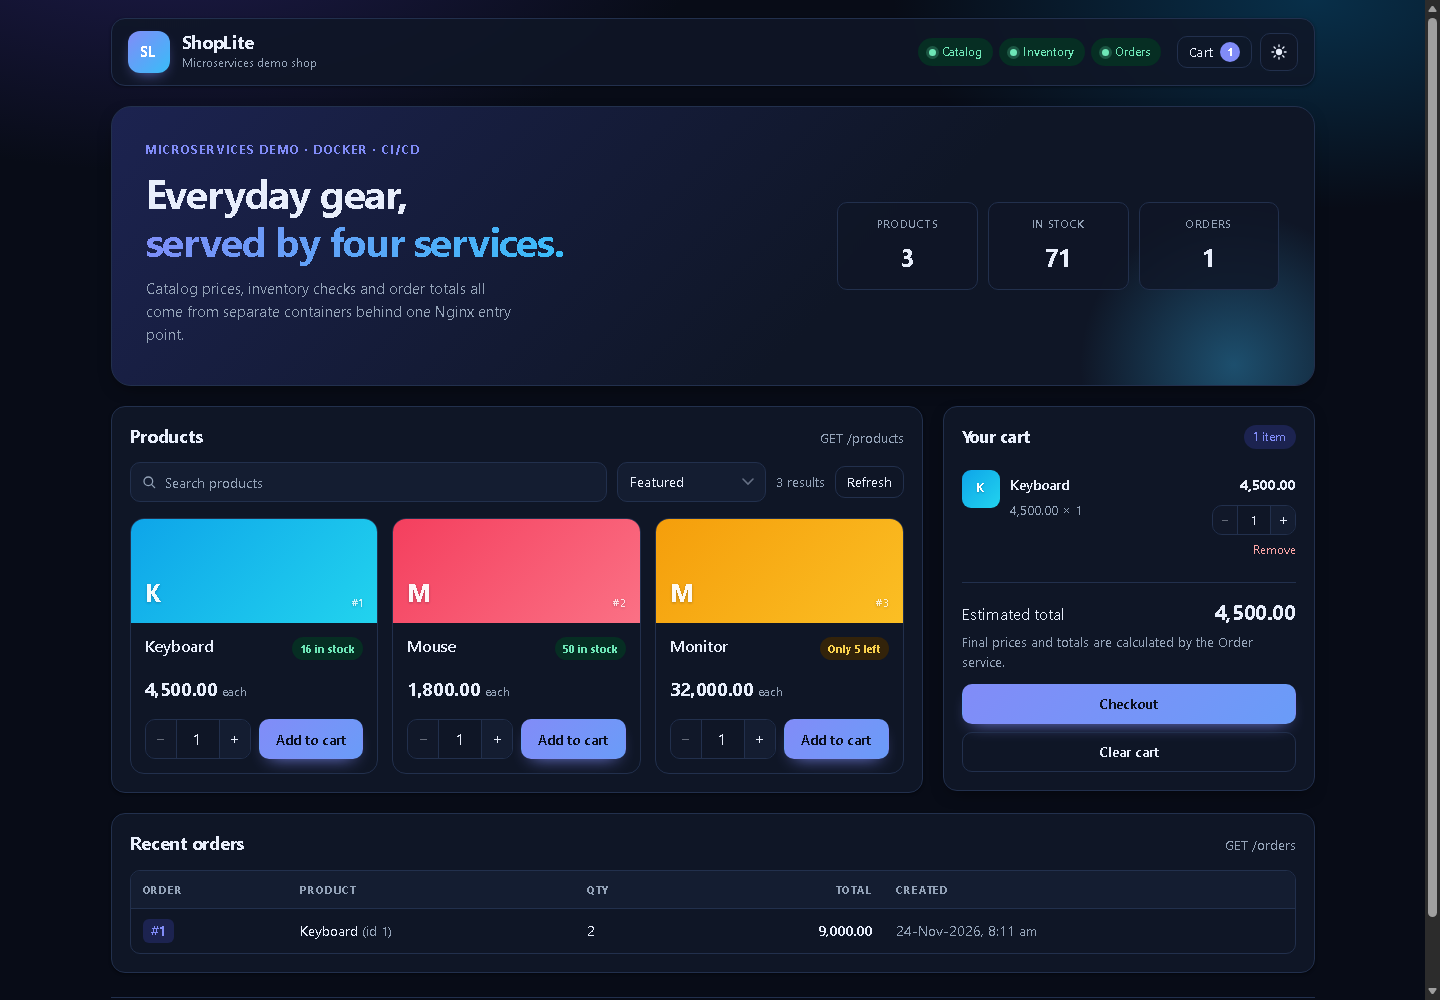 SL
ShopLite
Microservices demo shop
Catalog
Inventory
Orders
Cart 1
MICROSERVICES DEMO · DOCKER · CI/CD
Everyday gear,
served by four services.
Catalog prices, inventory checks and order totals all
come from separate containers behind one Nginx entry
point.
PRODUCTS
3
IN STOCK
71
ORDERS
1
Products
GET /products
Search products
Featured
3 results
Refresh
K
#1
Keyboard
16 in stock
4,500.00 each
− 1 +
Add to cart
M
#2
Mouse
50 in stock
1,800.00 each
− 1 +
Add to cart
M
#3
Monitor
Only 5 left
32,000.00 each
− 1 +
Add to cart
Your cart
1 item
K
Keyboard
4,500.00
4,500.00 × 1
− 1 +
Remove
Estimated total
4,500.00
Final prices and totals are calculated by the Order
service.
Checkout
Clear cart
Recent orders
GET /orders
ORDER PRODUCT QTY TOTAL CREATED
#1 Keyboard (id 1) 2 9,000.00 24-Nov-2026, 8:11 am